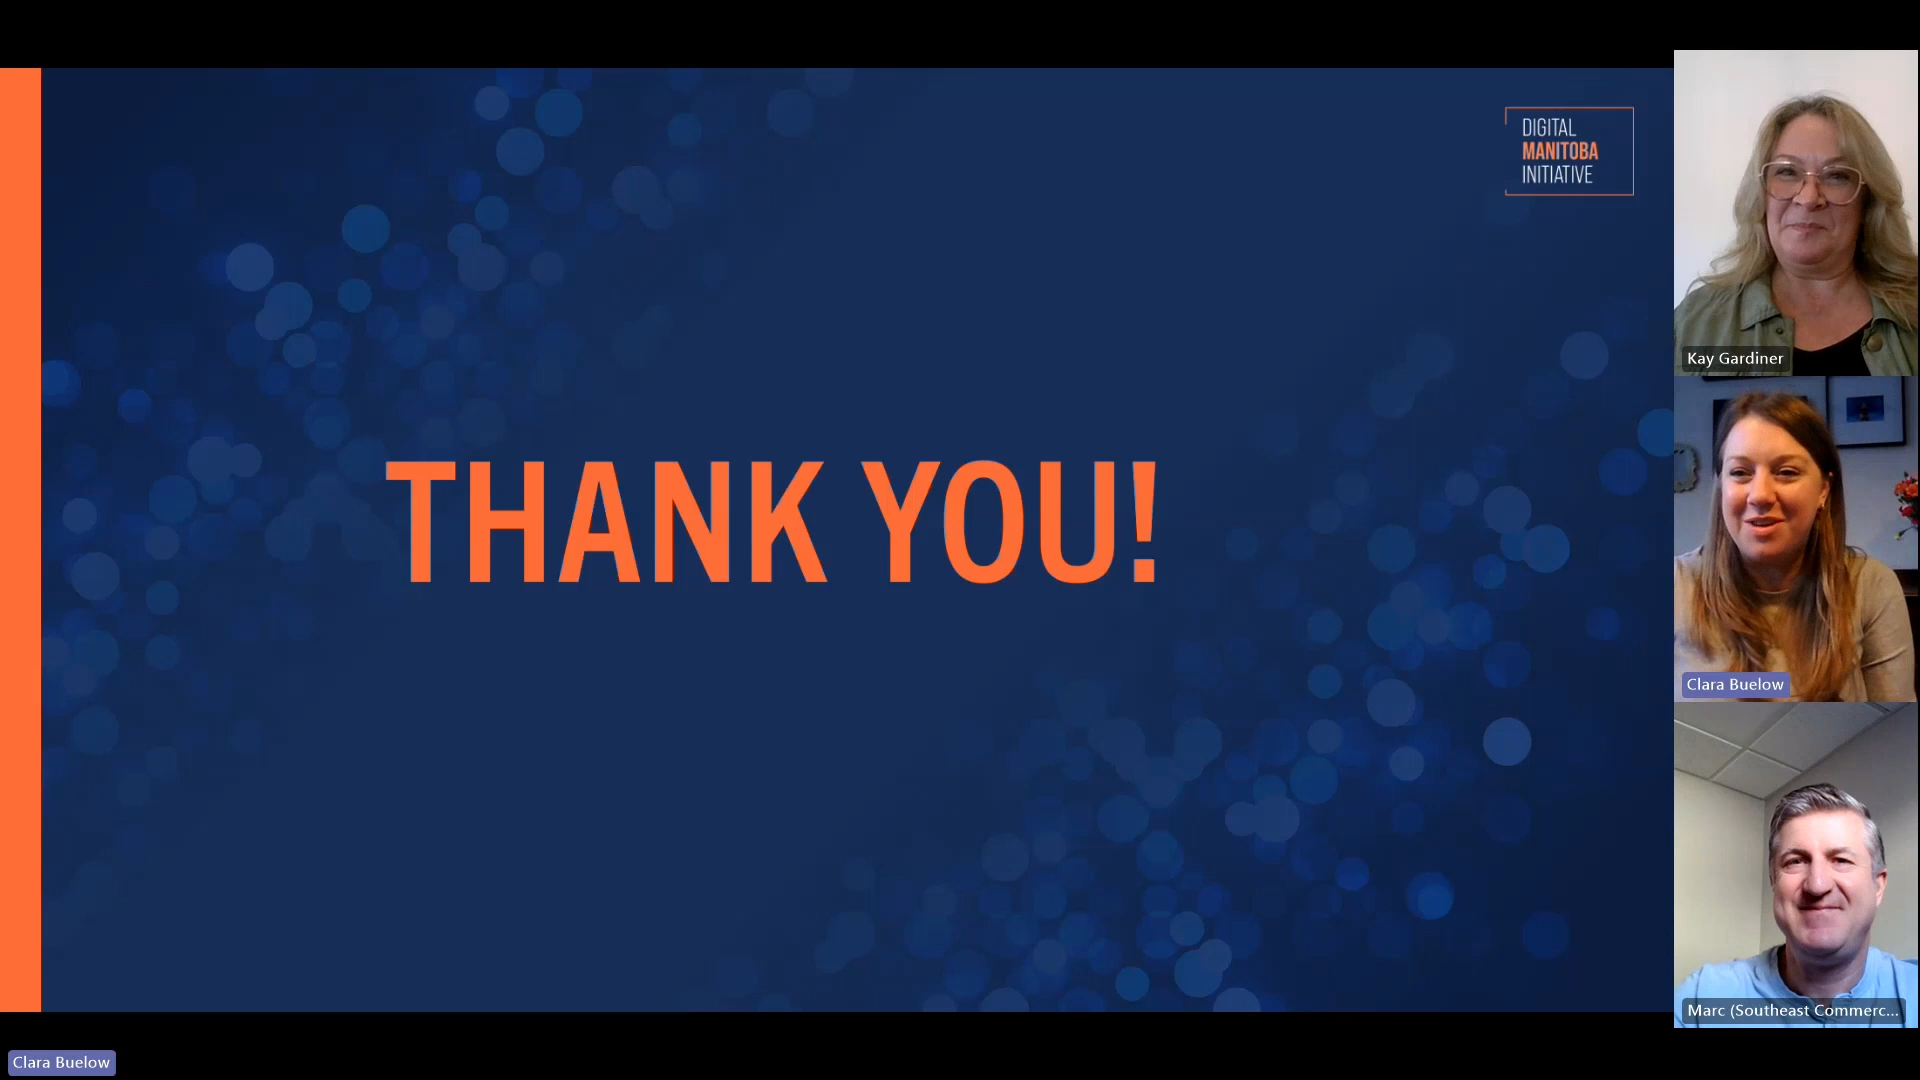 DIGITAL
MANITOBA
INITIATIVE
THANK YOU!
Kay Gardiner
Clara Buelow
Marc (Southeast Commerc...
Clara Buelow